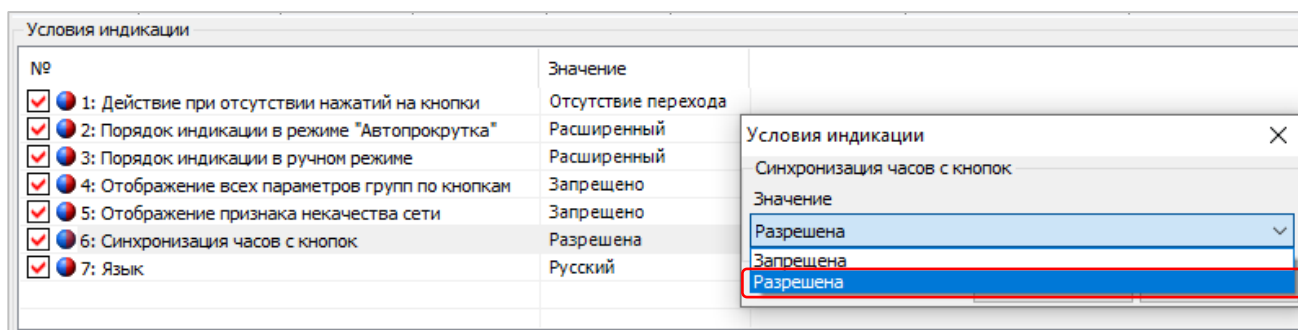 Условия индикации
№ Значение
1: Действие при отсутствии нажатий на кнопки Отсутствие перехода
2: Порядок индикации в режиме "Автопрокрутка" Расширенный
3: Порядок индикации в ручном режиме Расширенный
4: Отображение всех параметров групп по кнопкам Запрещено
5: Отображение признака некачества сети Запрещено
6: Синхронизация часов с кнопок Разрешена
7: Язык Русский
Условия индикации
Синхронизация часов с кнопок
Значение
Разрешена
Запрещена
Разрешена